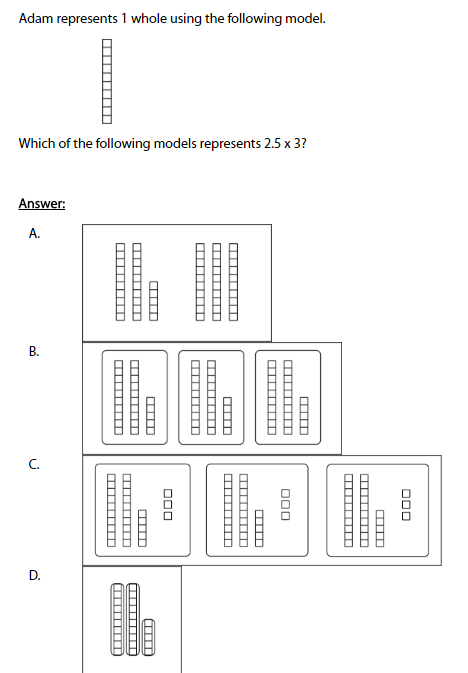 Adam represents 1 whole using the following model.
Which of the following models represents 2.5 x 3?
Answer:
A.
B.
C.
D.